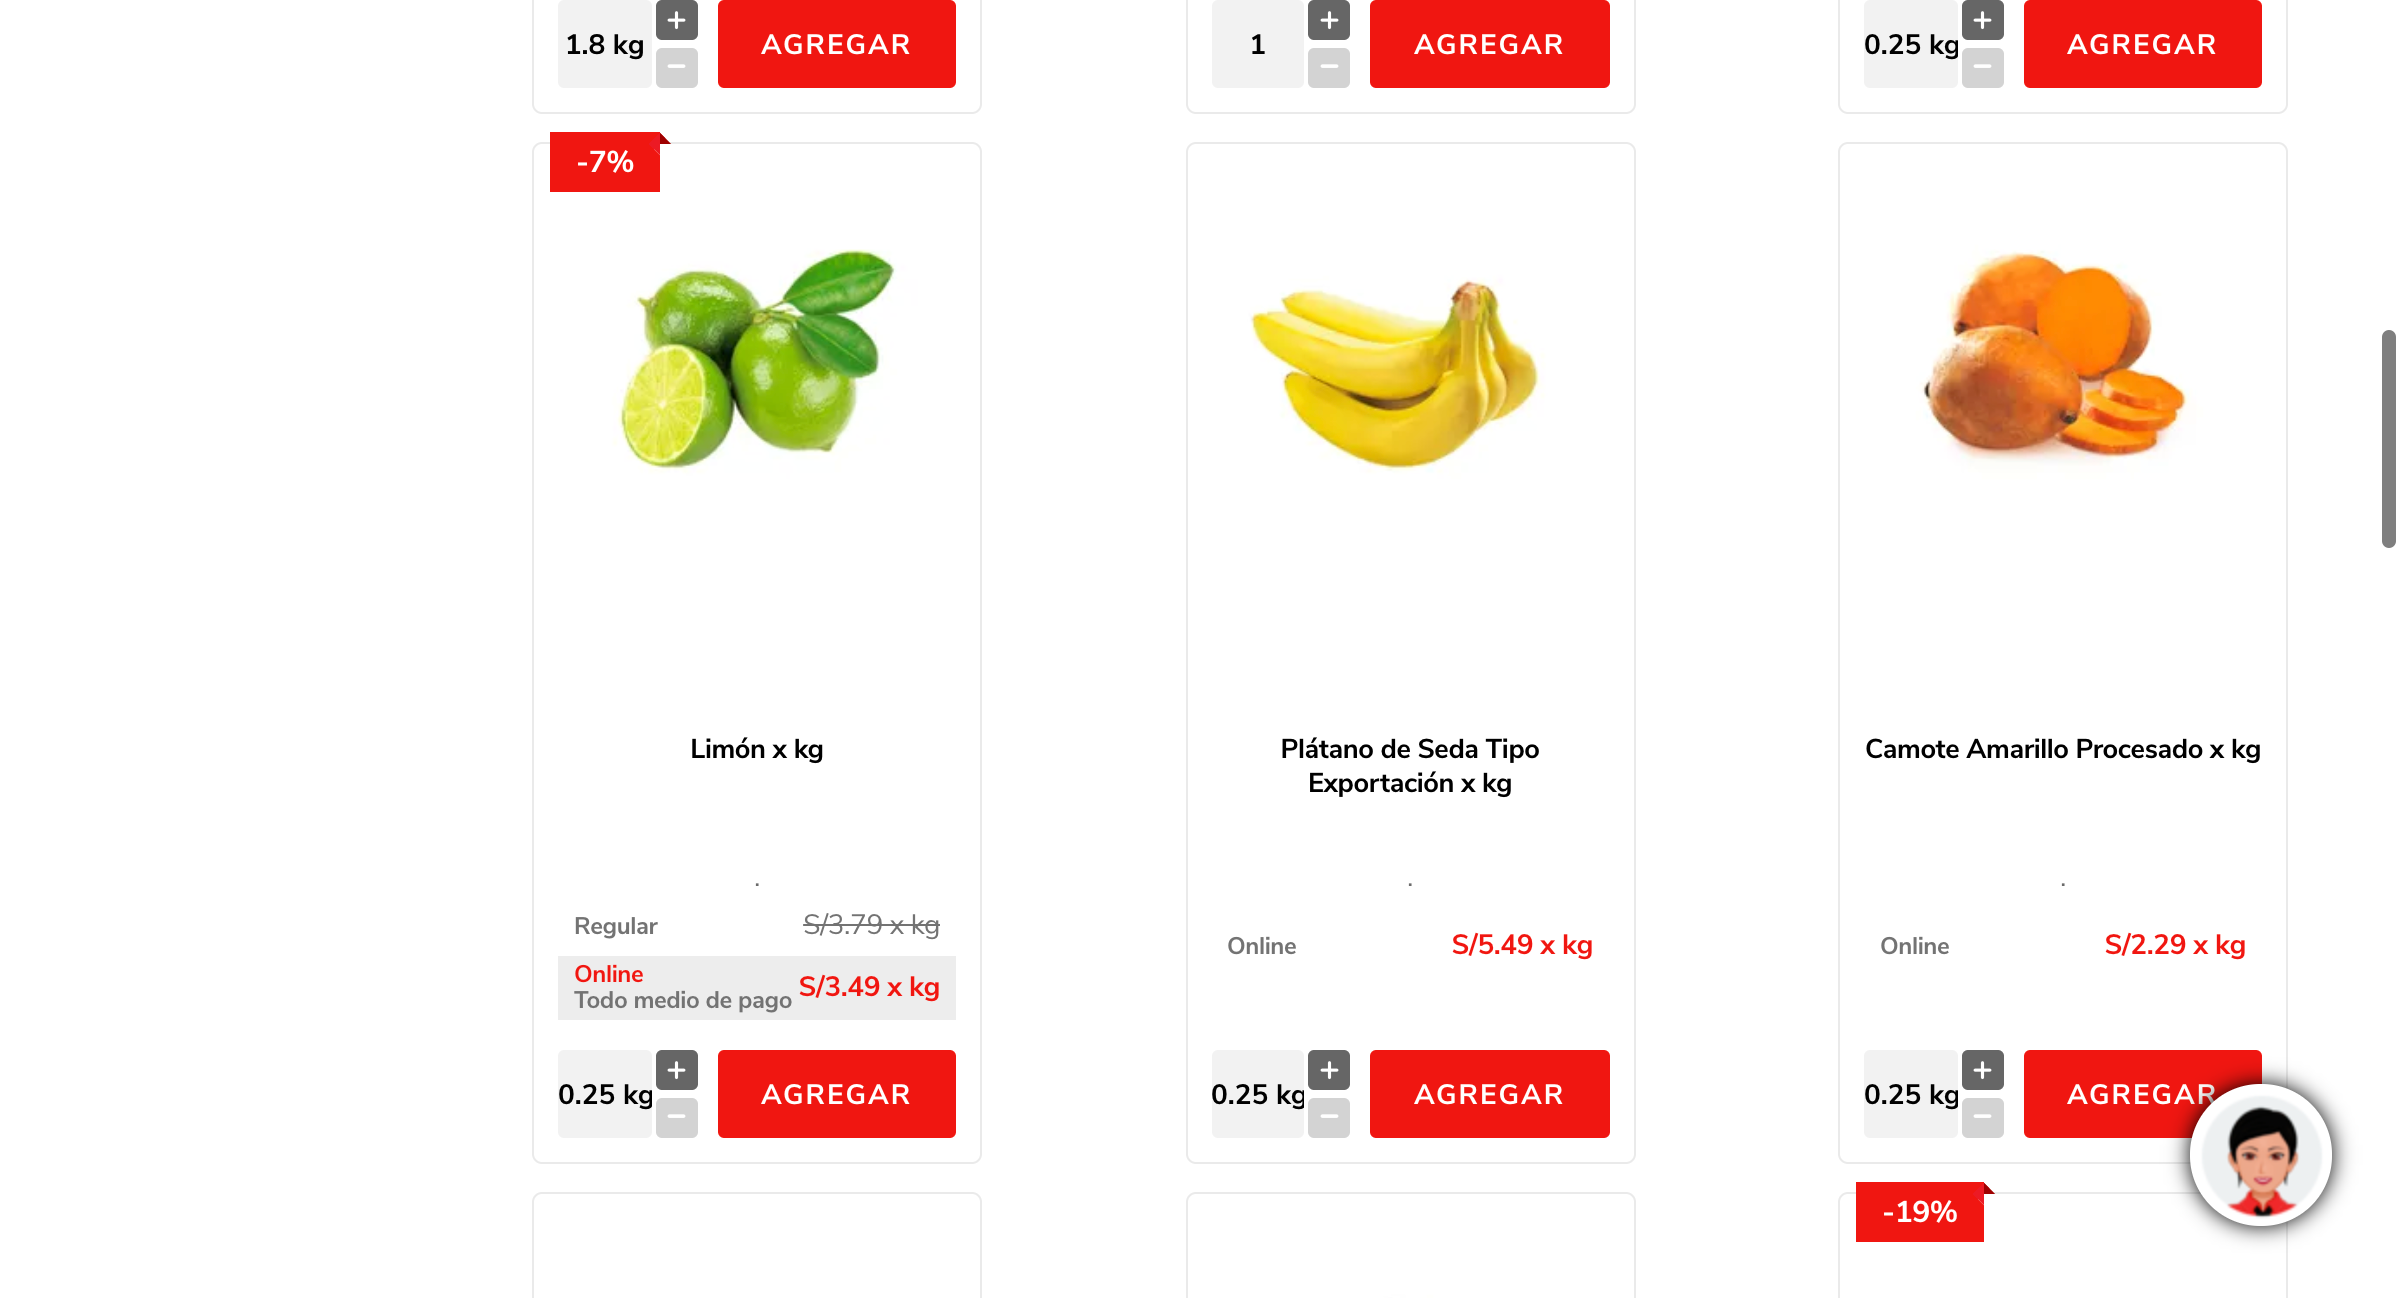 1.8 kg
AGREGAR
1
AGREGAR
0.25 kg
AGREGAR
-7%
Limón x kg
.
Regular S/3.79 x kg
Online
Todo medio de pago S/3.49 x kg
0.25 kg
AGREGAR
Plátano de Seda Tipo
Exportación x kg
.
Online S/5.49 x kg
0.25 kg
AGREGAR
Camote Amarillo Procesado x kg
.
Online S/2.29 x kg
0.25 kg
AGREGAR
-19%